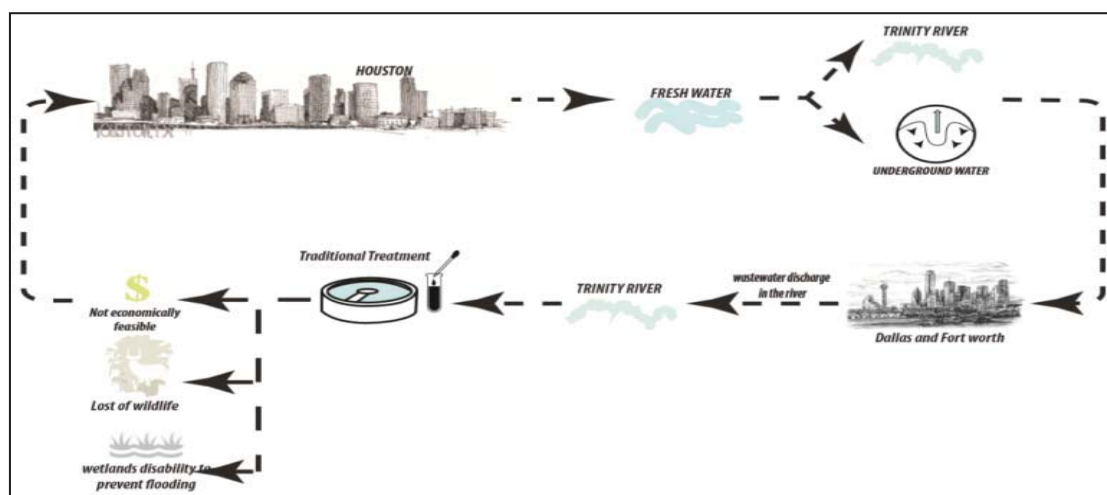 HOUSTON
FRESH WATER
TRINITY RIVER
UNDERGROUND WATER
Dallas and Fort worth
wastewater discharge
in the river
TRINITY RIVER
Traditional Treatment
$
Not economically
feasible
Lost of wildlife
wetlands disability to
prevent flooding